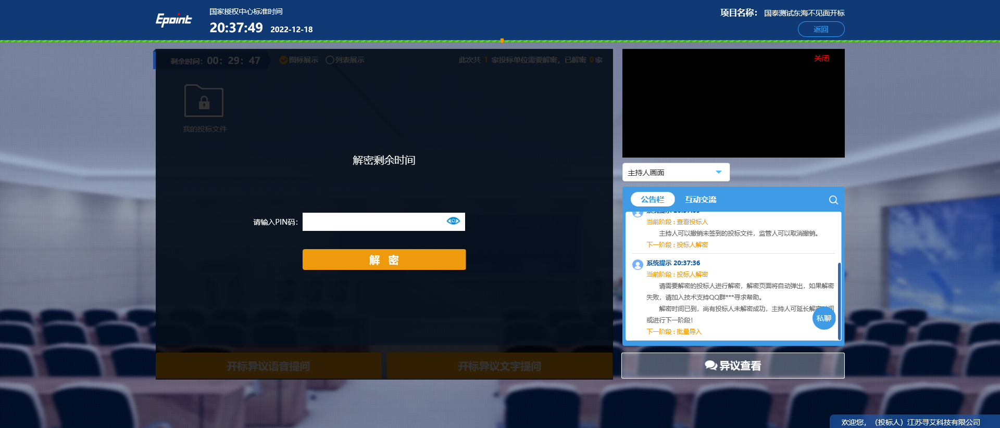 Epoint
国家授权中心标准时间
20:37:49 2022-12-18
项目名称： 国泰测试东海不见面开标
返回
剩余时间： 00：29：47
图标展示 列表展示
此次共 1 家投标单位需要解密，已解密 0家
我的投标文件
解密剩余时间
请输入PIN码：
解 密
开标异议语音提问
开标异议文字提问
关闭
主持人画面
公告栏 互动交流
当前阶段 : 查看投标人
主持人可以撤销未签到的投标文件，监管人可以取消撤销。
下一阶段 : 投标人解密
系统提示 20:37:36
当前阶段 : 投标人解密
请需要解密的投标人进行解密，解密页面将自动弹出，如果解密
失败，请加入技术支持QQ群***寻求帮助。
解密时间已到，尚有投标人未解密成功，主持人可延长解密时间
或进行下一阶段！
私聊
下一阶段 : 批量导入
异议查看
欢迎您，（投标人）江苏寻艾科技有限公司